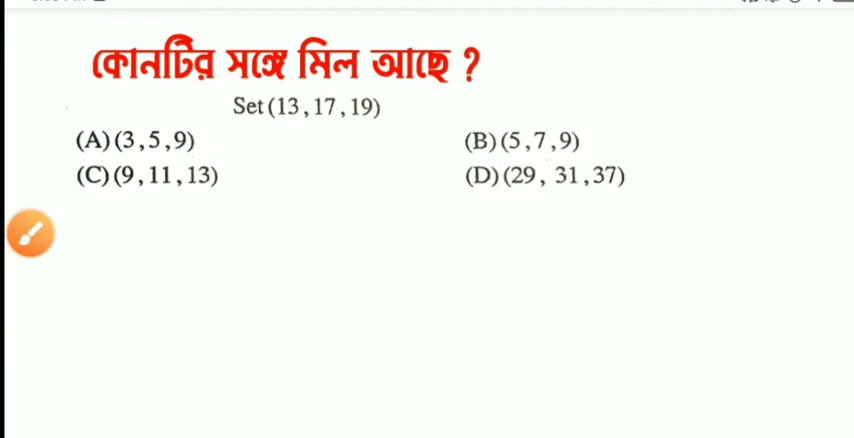 কোনটির সঙ্গে মিল আছে ?
Set (13 , 17 , 19)
(A) (3 , 5 , 9) (B) (5 , 7 , 9)
(C) (9 , 11 , 13) (D) (29 , 31 , 37)